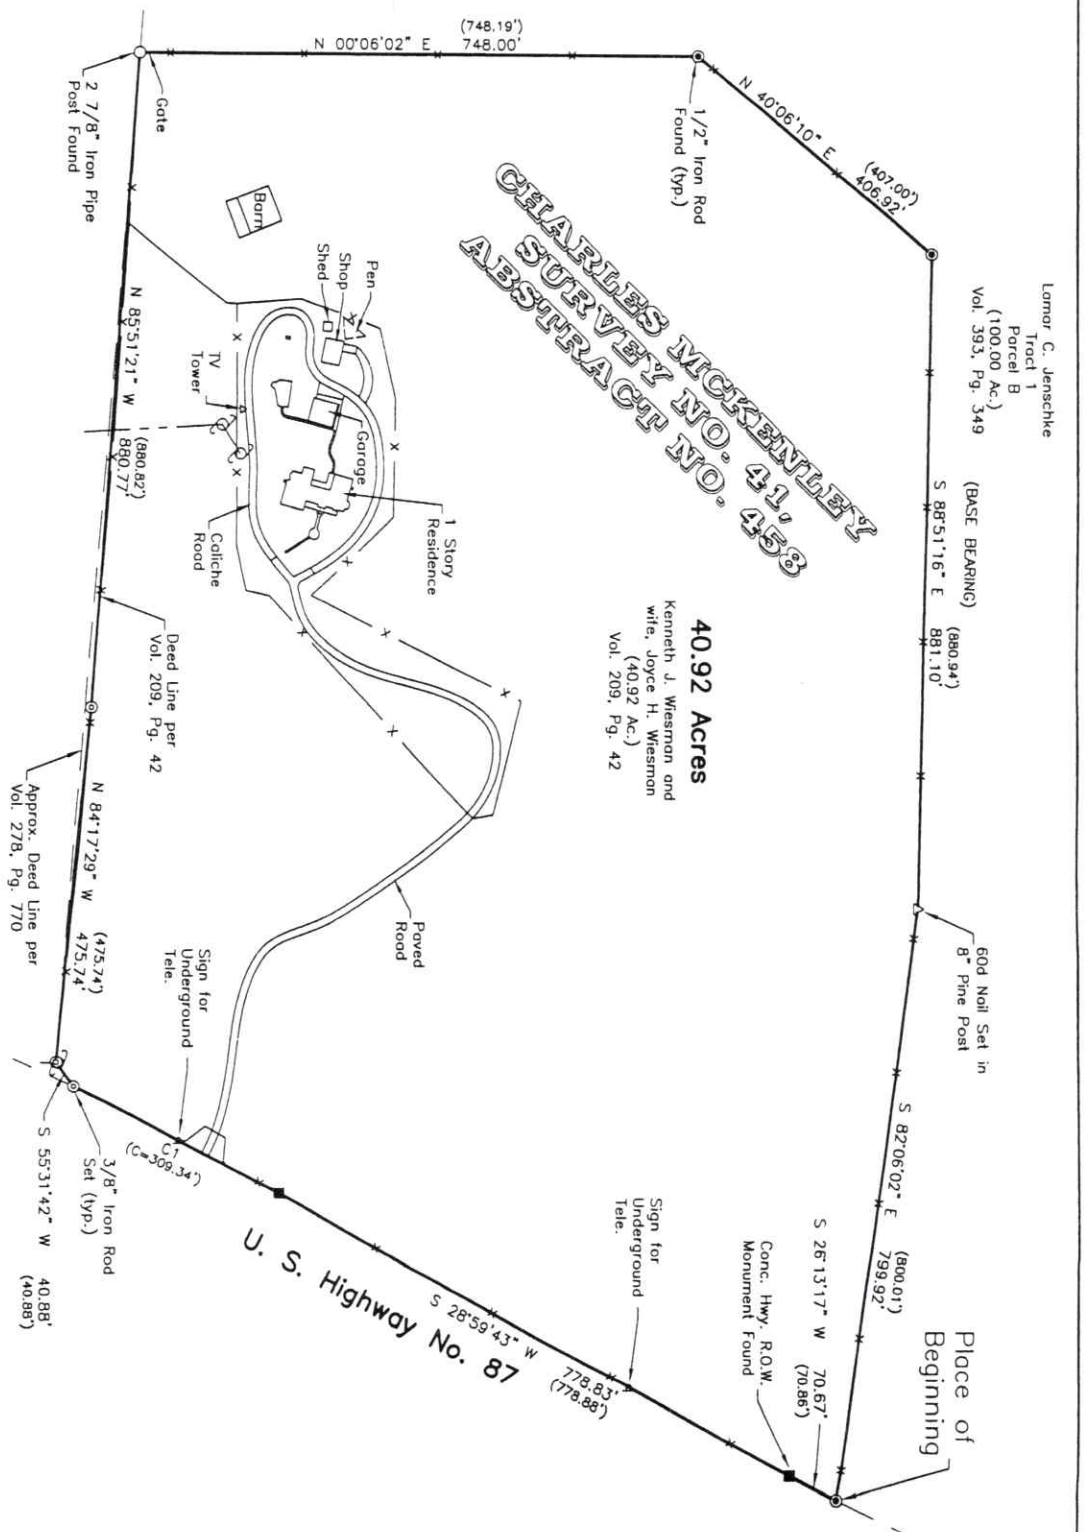 Lamar C. Jenschke
Tract 1
Parcel B
(100.00 Ac.)
Vol. 393, Pg. 349
(748.19')
N 00°06'02" E 748.00'
N 40°06'10" E
(407.00')
406.92'
(BASE BEARING)
S 88°51'16" E
(880.94')
881.10'
60d Nail Set in
8" Pine Post
S 82°06'02" E
(800.01')
799.92'
Place of
Beginning
S 26°13'17" W 70.67'
(70.86')
Conc. Hwy. R.O.W.
Monument Found
Sign for
Underground
Tele.
S 28°59'43" W
778.83'
(778.88')
U. S. Highway No. 87
C1
(C=309.34')
3/8" Iron Rod
Set (typ.)
S 55°31'42" W 40.88'
(40.88')
Sign for
Underground
Tele.
Paved
Road
(475.74')
N 84°17'29" W 475.74'
Approx. Deed Line per
Vol. 278, Pg. 770
Deed Line per
Vol. 209, Pg. 42
(880.82')
N 85°51'21" W 880.77'
2 7/8" Iron Pipe
Post Found
Gate
1/2" Iron Rod
Found (typ.)
CHARLES MCKENLEY
SURVEY NO. 41'
ABSTRACT NO. 458
40.92 Acres
Kenneth J. Wiesman and
wife, Joyce H. Wiesman
(40.92 Ac.)
Vol. 209, Pg. 42
Barn
Pen
Shop
Shed
TV
Tower
Garage
1 Story
Residence
Caliche
Road